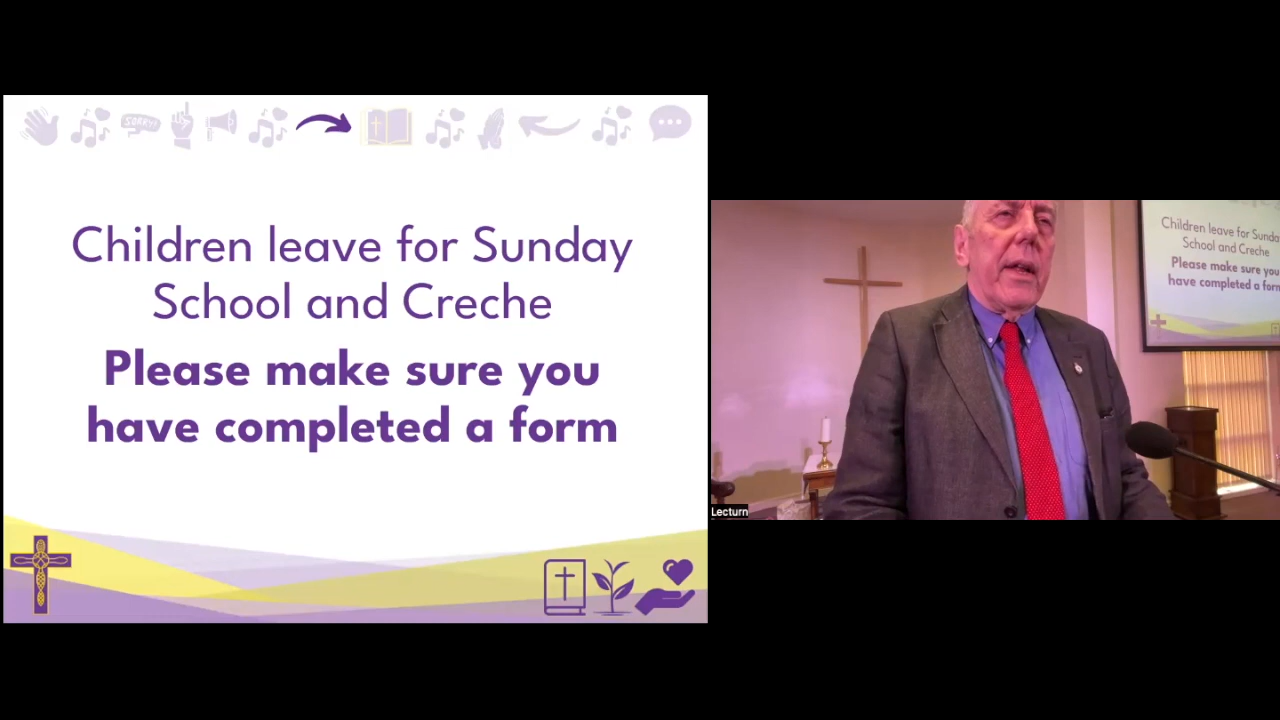 SORRY!
Children leave for Sunday
School and Creche
Please make sure you
have completed a form
Children leave for Sunda
School and Creche
Please make sure you
have completed a form
Lecturn